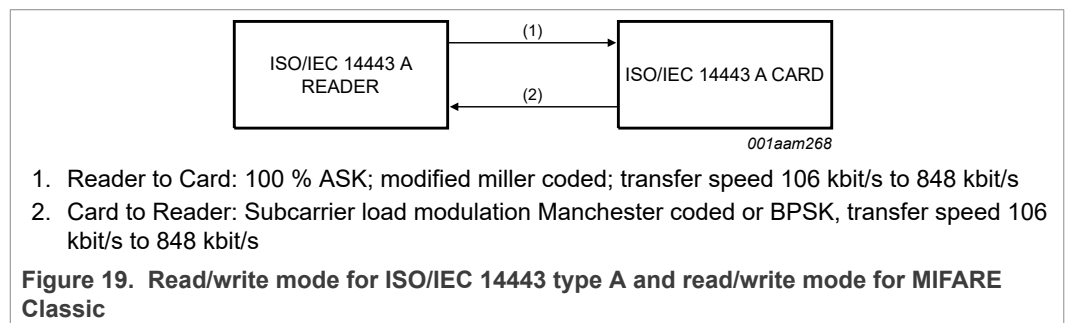 (1)
ISO/IEC 14443 A
READER
ISO/IEC 14443 A CARD
(2)
001aam268
1. Reader to Card: 100 % ASK; modified miller coded; transfer speed 106 kbit/s to 848 kbit/s
2. Card to Reader: Subcarrier load modulation Manchester coded or BPSK, transfer speed 106
kbit/s to 848 kbit/s
Figure 19. Read/write mode for ISO/IEC 14443 type A and read/write mode for MIFARE
Classic